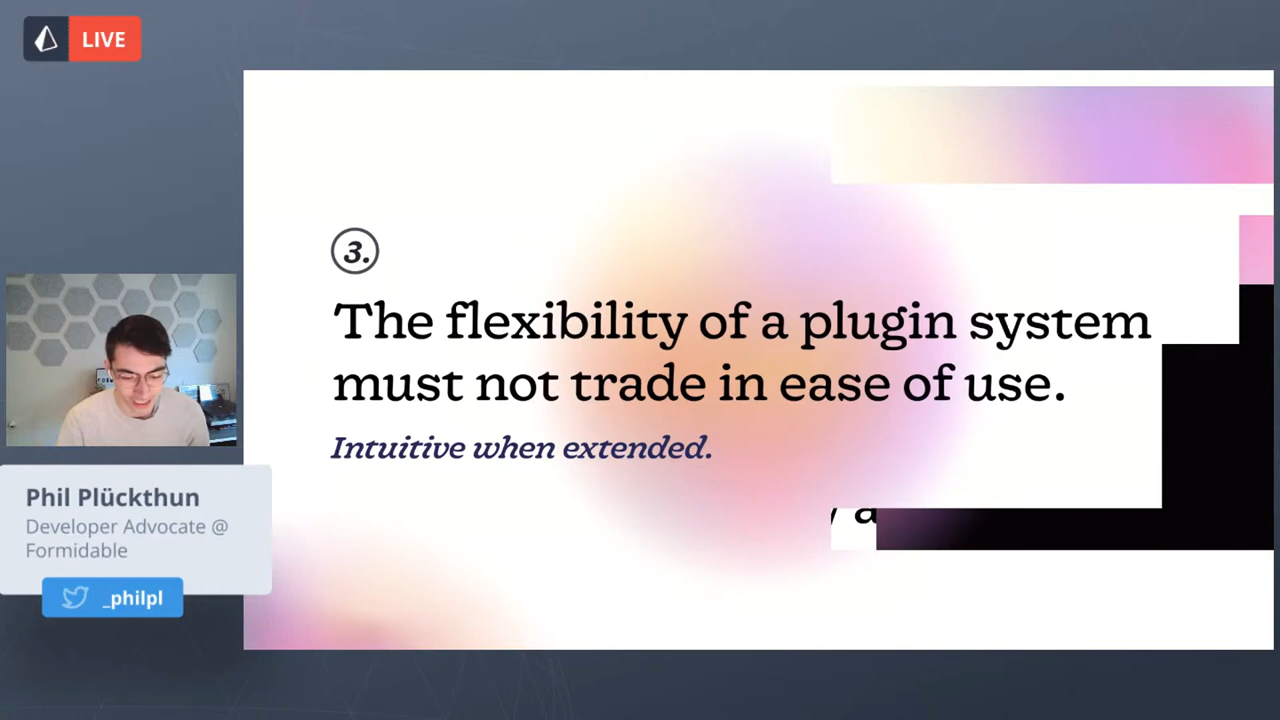 LIVE
3.
The flexibility of a plugin system
must not trade in ease of use.
Intuitive when extended.
Phil Plückthun
Developer Advocate @
Formidable
_philpl